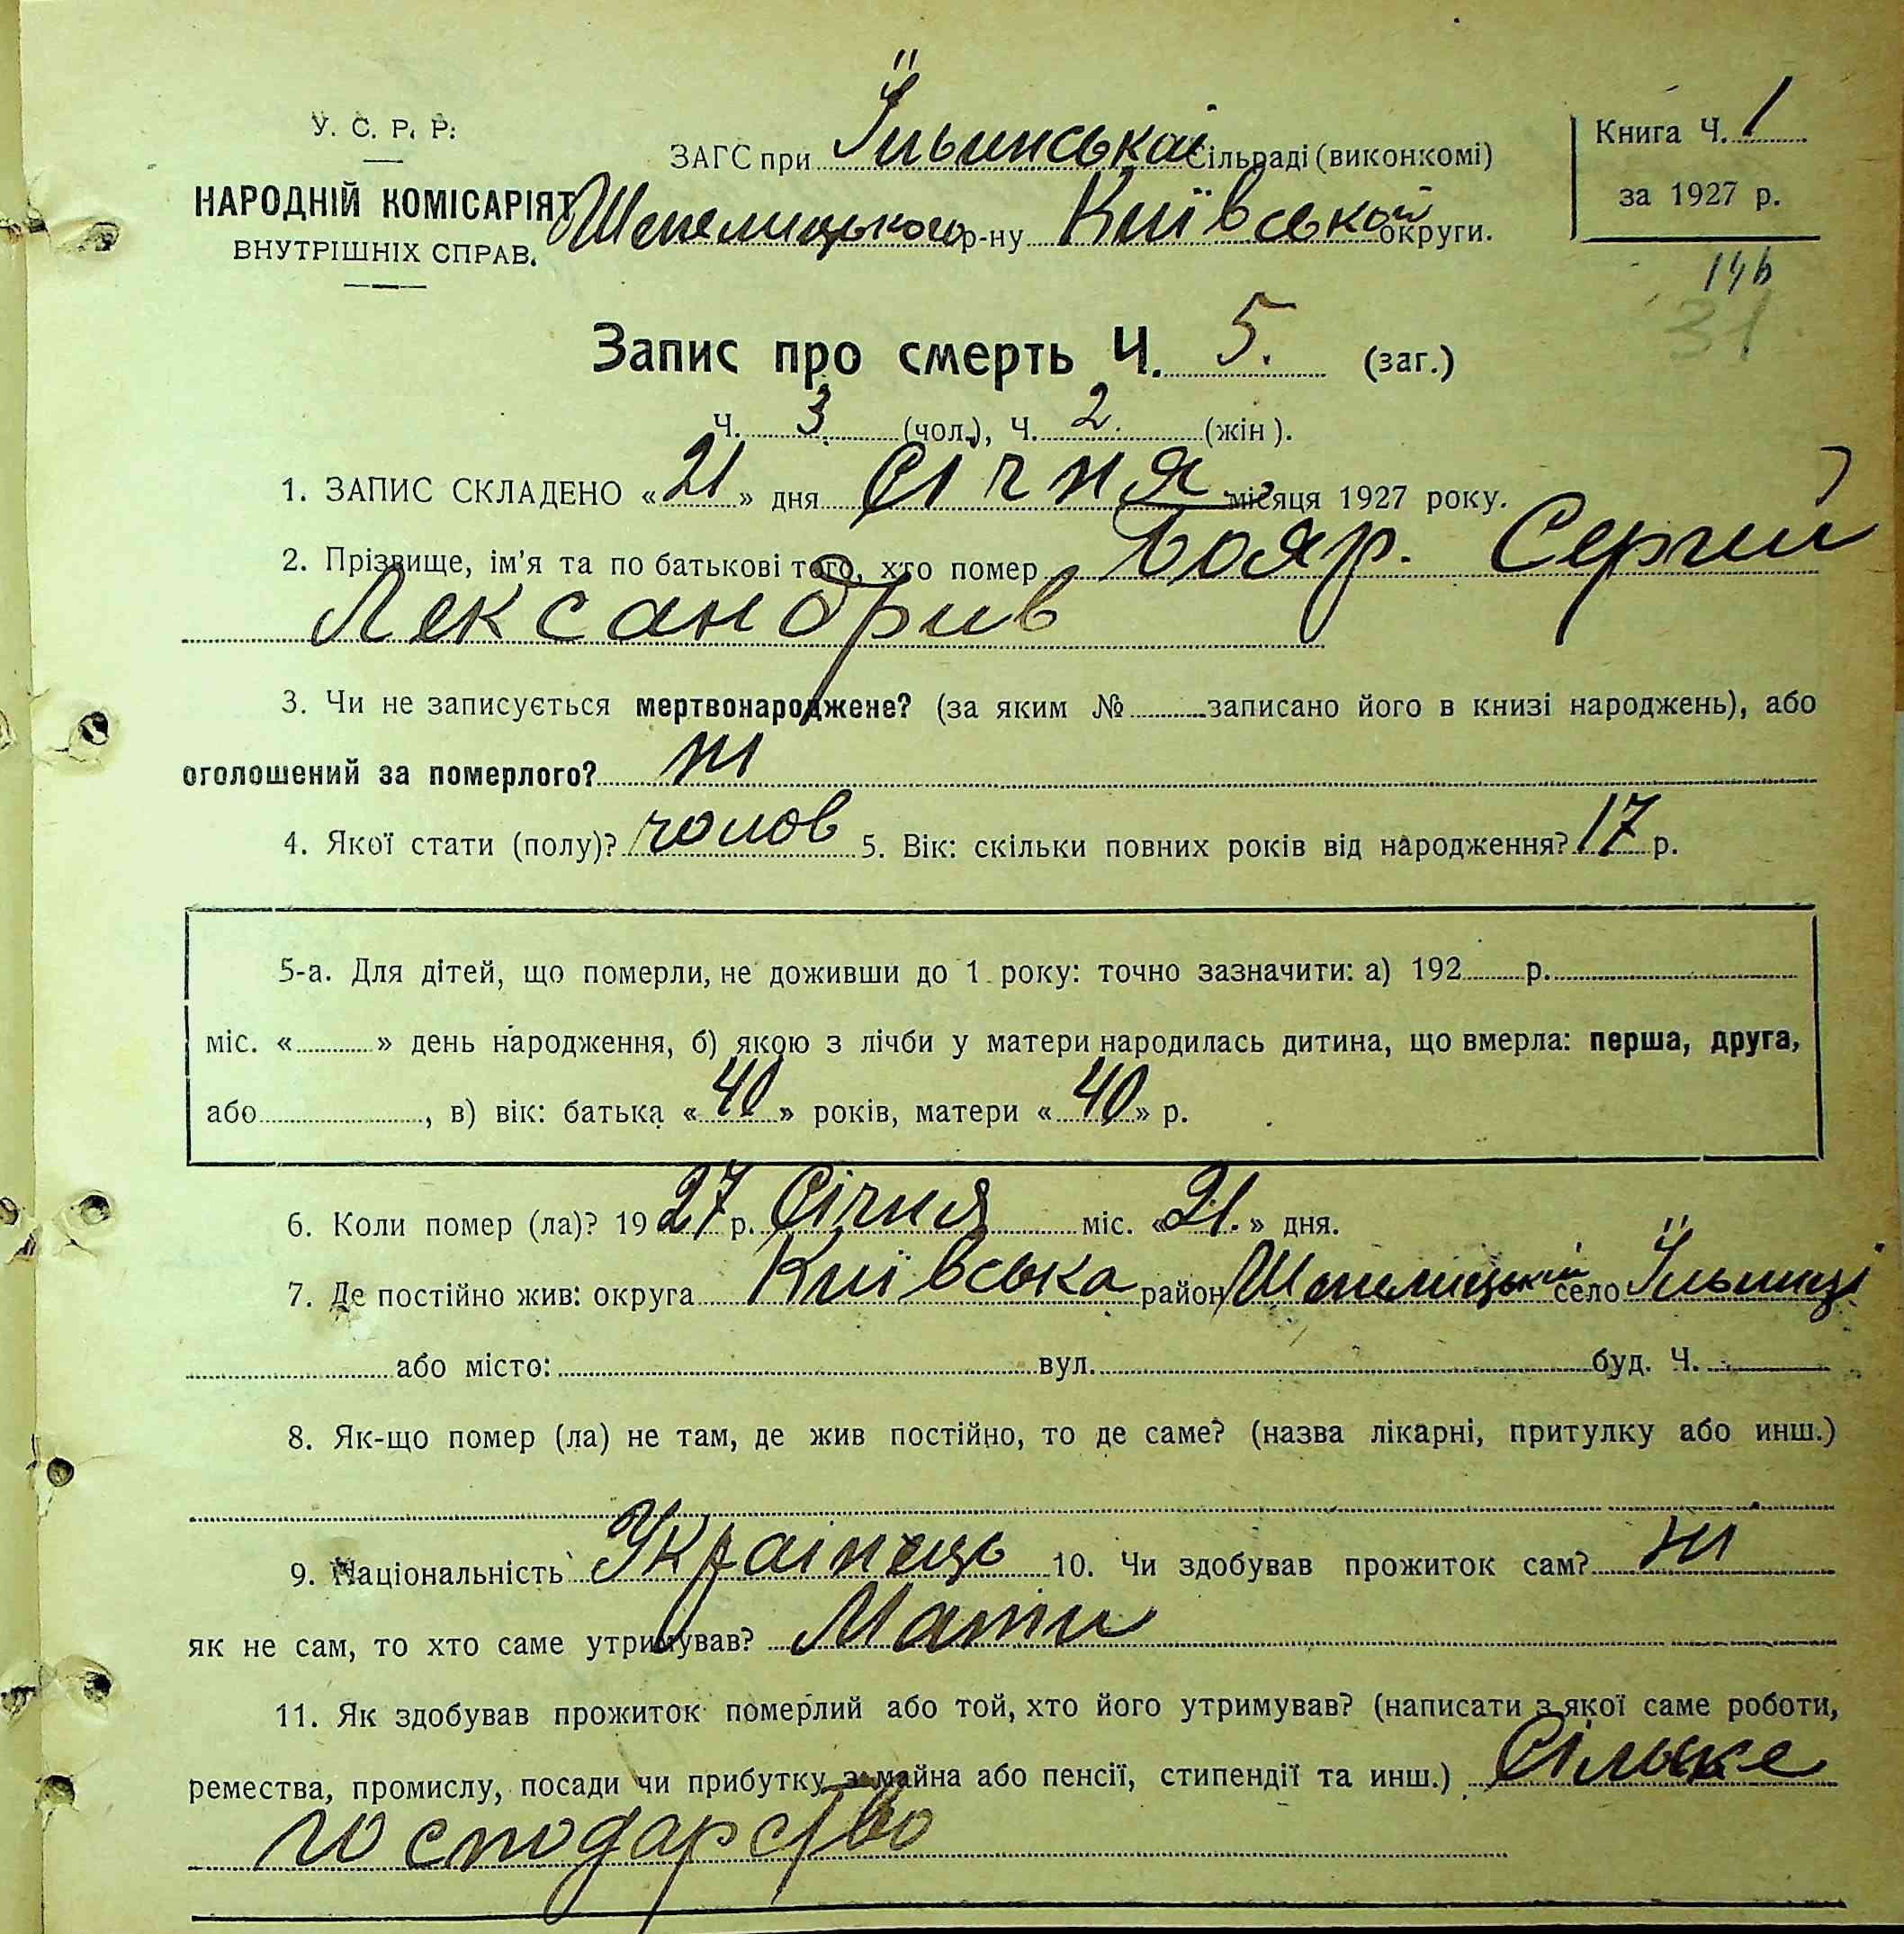 У. С. Р. Р.
ЗАГС при Їльинській Сільраді (виконкомі)
Книга Ч. 1
НАРОДНІЙ КОМІСАРІЯТ
ВНУТРІШНІХ СПРАВ.
Шепелицького р-ну Київськой округи.
за 1927 р.
146
31
Запис про смерть Ч. 5. (заг.)
Ч. 3 (чол.), Ч. 2. (жін).
1. ЗАПИС СКЛАДЕНО «21» дня Січня місяця 1927 року.
2. Прізвище, ім'я та по батькові того, хто помер Бояр. Сергий
Лександрив
3. Чи не записується мертвонароджене? (за яким № записано його в книзі народжень), або
оголошений за померлого? ні
4. Якої стати (полу)? чолов 5. Вік: скільки повних років від народження? 17 р.
5-а. Для дітей, що померли, не доживши до 1 року: точно зазначити: а) 192 р.
міс. « » день народження, б) якою з лічби у матери народилась дитина, що вмерла: перша, друга,
або , в) вік: батька «40» років, матери «40» р.
6. Коли помер (ла)? 1927 р. Січня міс. «21.» дня.
7. Де постійно жив: округа Київська район Шепелицький село Їльинці
або місто: вул. буд. Ч.
8. Як-що помер (ла) не там, де жив постійно, то де саме? (назва лікарні, притулку або инш.)
9. Національність Українець 10. Чи здобував прожиток сам? ні
як не сам, то хто саме утримував? Мати
11. Як здобував прожиток померлий або той, хто його утримував? (написати з якої саме роботи,
ремества, промислу, посади чи прибутку з майна або пенсії, стипендії та инш.) Сільске
господарство